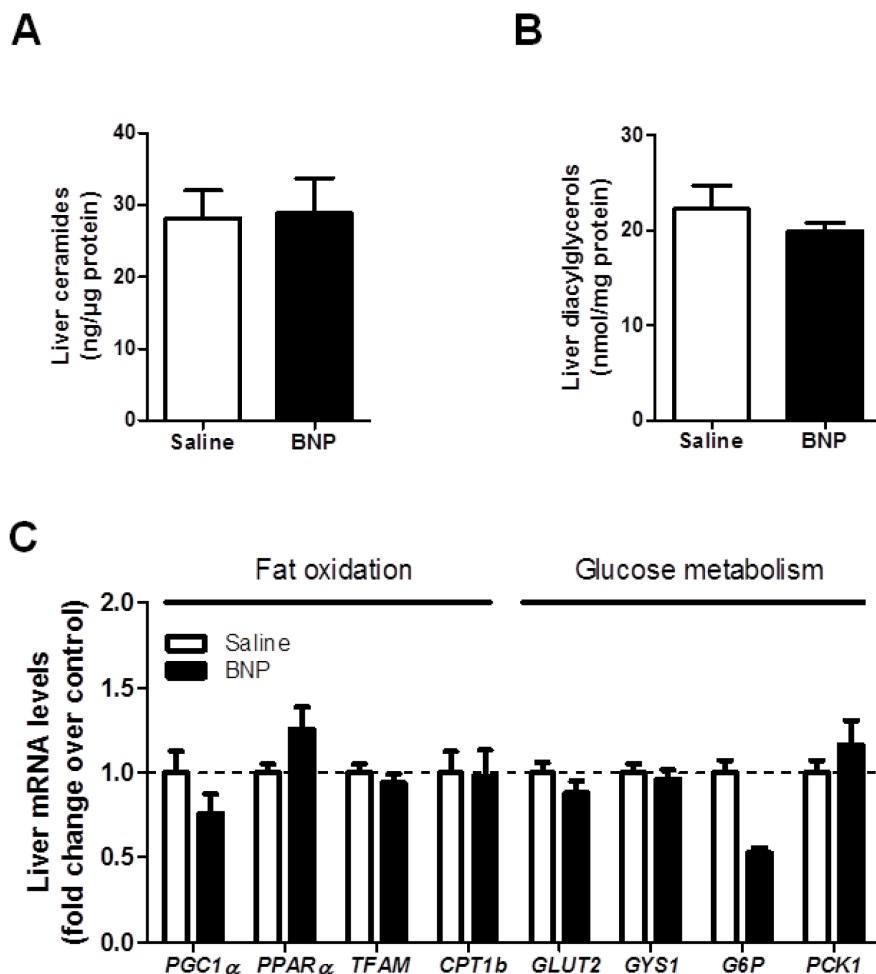 A
B
40
30
20
10
0
Liver ceramides
(ng/µg protein)
Saline BNP
30
20
10
0
Liver diacylglycerols
(nmol/mg protein)
Saline BNP
C
Fat oxidation Glucose metabolism
2.0
1.5
1.0
0.5
0.0
Liver mRNA levels
(fold change over control)
Saline
BNP
PGC1α PPARα TFAM CPT1b GLUT2 GYS1 G6P PCK1